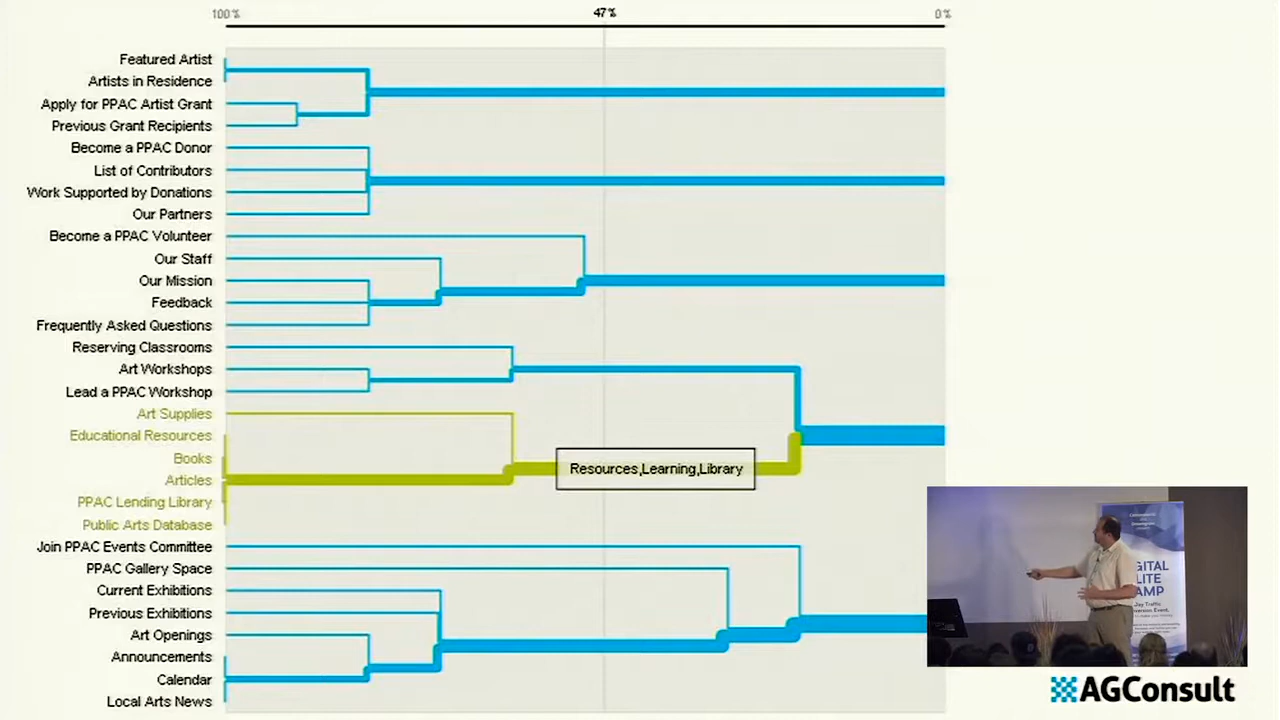 100%
47%
0%
Featured Artist
Artists in Residence
Apply for PPAC Artist Grant
Previous Grant Recipients
Become a PPAC Donor
List of Contributors
Work Supported by Donations
Our Partners
Become a PPAC Volunteer
Our Staff
Our Mission
Feedback
Frequently Asked Questions
Reserving Classrooms
Art Workshops
Lead a PPAC Workshop
Art Supplies
Educational Resources
Books
Articles
PPAC Lending Library
Public Arts Database
Resources,Learning,Library
Join PPAC Events Committee
PPAC Gallery Space
Current Exhibitions
Previous Exhibitions
Art Openings
Announcements
Calendar
Local Arts News
GITAL
LITE
AMP
AGConsult